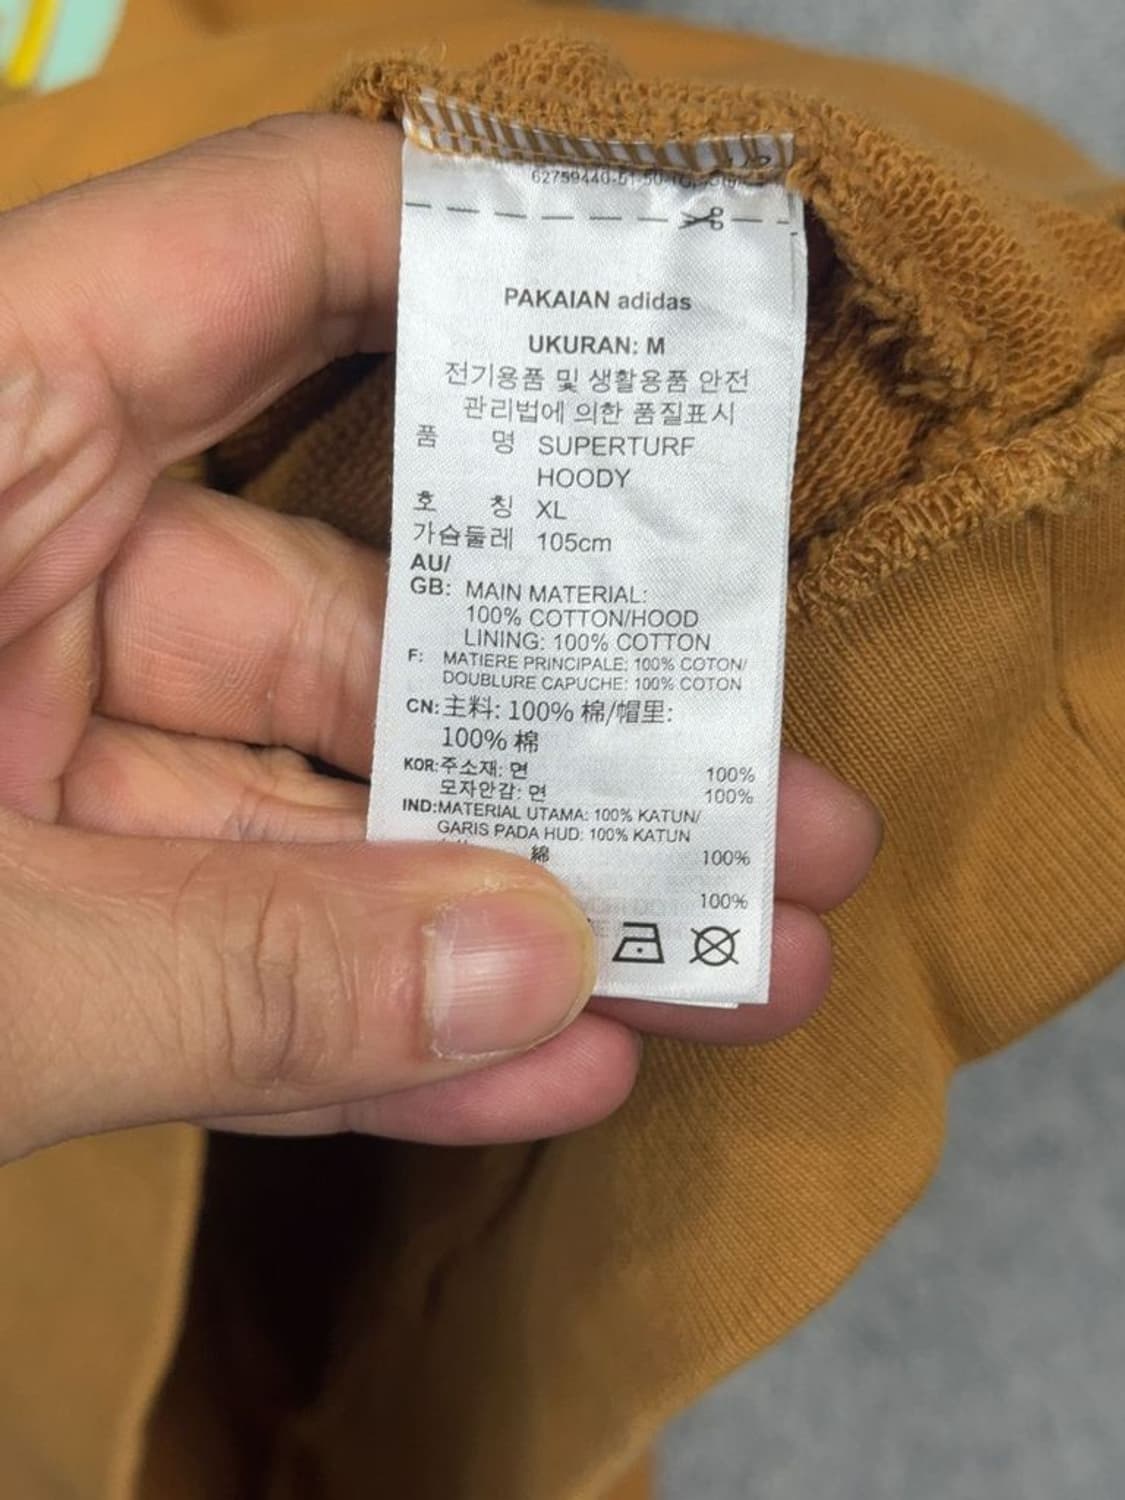 PAKAIAN adidas
UKURAN: M
전기용품 및 생활용품 안전
관리법에 의한 품질표시
품 명 SUPERTURF
HOODY
호 칭 XL
가슴둘레 105cm
AU/
GB: MAIN MATERIAL:
100% COTTON/HOOD
LINING: 100% COTTON
F: MATIERE PRINCIPALE: 100% COTON/
DOUBLURE CAPUCHE: 100% COTON
CN: 主料: 100% 棉/帽里:
100% 棉
KOR: 주소재: 면 100%
모자안감: 면 100%
IND: MATERIAL UTAMA: 100% KATUN/
GARIS PADA HUD: 100% KATUN
綿 100%
100%